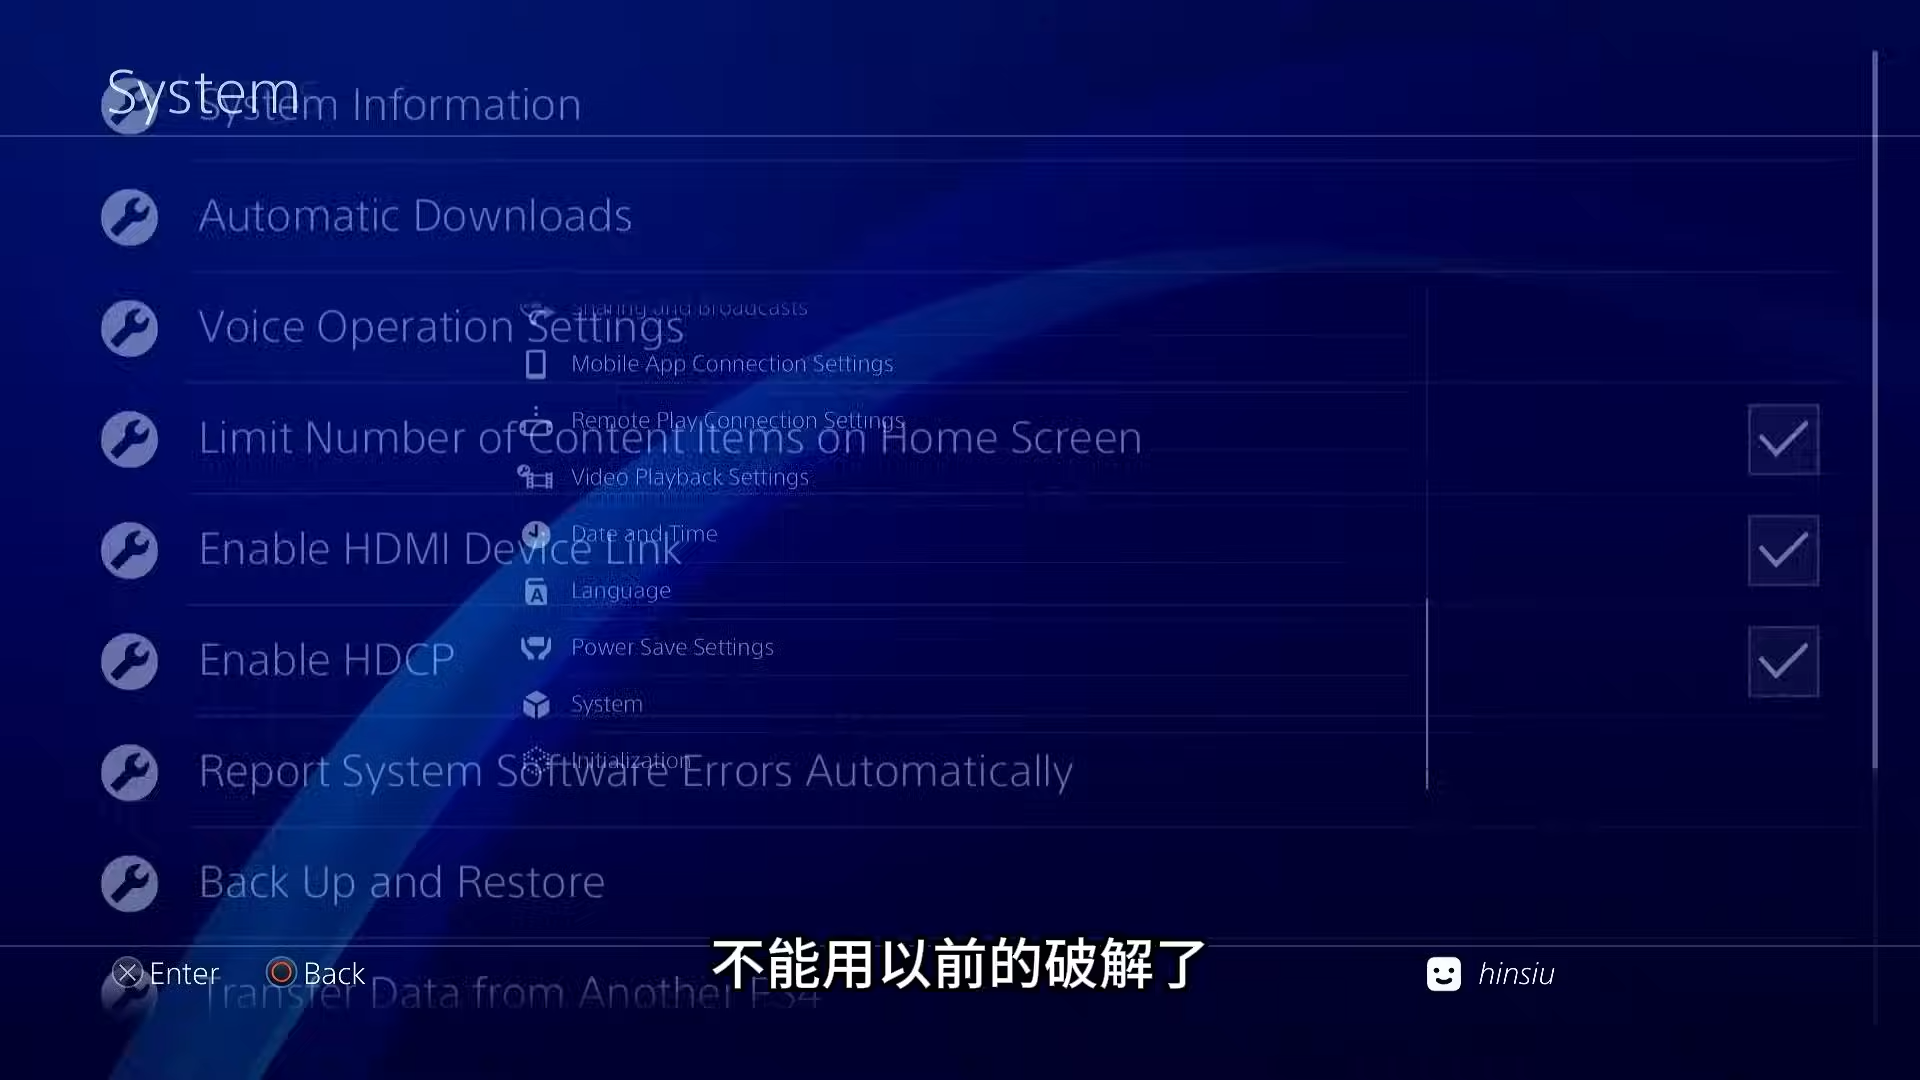 System
System Information
Automatic Downloads
Voice Operation Settings
Sharing and Broadcasts
Mobile App Connection Settings
Remote Play Connection Settings
Limit Number of Content Items on Home Screen
Video Playback Settings
Date and Time
Enable HDMI Device Link
Language
Power Save Settings
Enable HDCP
System
Initialization
Report System Software Errors Automatically
Back Up and Restore
不能用以前的破解了
Enter
Back
hinsiu
Transfer Data from Another PS4